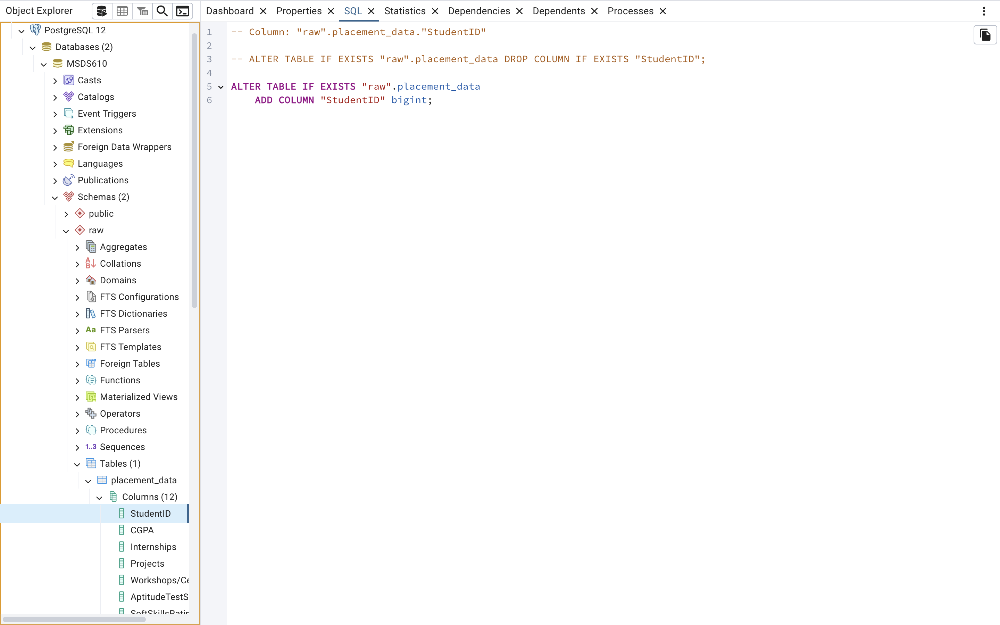 Object Explorer
Dashboard Properties SQL Statistics Dependencies Dependents Processes
PostgreSQL 12
Databases (2)
MSDS610
Casts
Catalogs
Event Triggers
Extensions
Foreign Data Wrappers
Languages
Publications
Schemas (2)
public
raw
Aggregates
Collations
Domains
FTS Configurations
FTS Dictionaries
Aa FTS Parsers
FTS Templates
Foreign Tables
Functions
Materialized Views
Operators
Procedures
1..3 Sequences
Tables (1)
placement_data
Columns (12)
StudentID
CGPA
Internships
Projects
Workshops/Ce
AptitudeTestS
SoftSkillsRatin
1 -- Column: "raw".placement_data."StudentID"
2
3 -- ALTER TABLE IF EXISTS "raw".placement_data DROP COLUMN IF EXISTS "StudentID";
4
5 ALTER TABLE IF EXISTS "raw".placement_data
6 ADD COLUMN "StudentID" bigint;